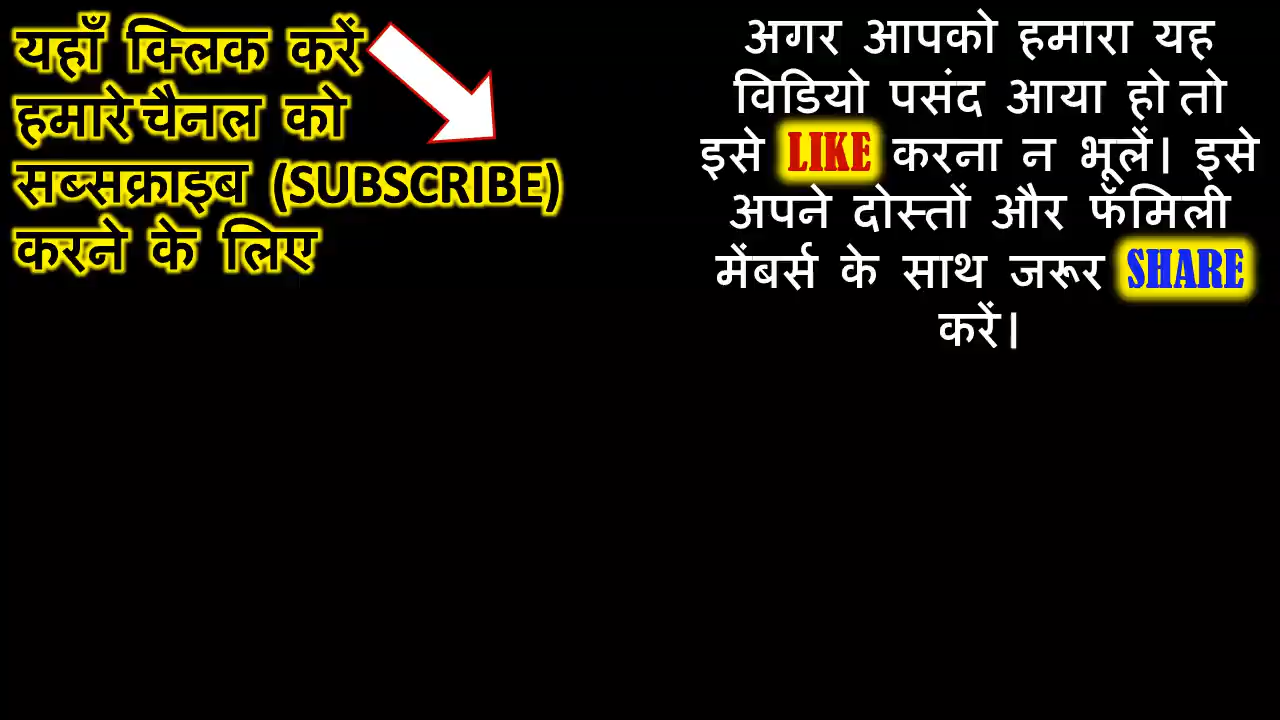 यहाँ क्लिक करें
हमारे चैनल को
सब्सक्राइब (SUBSCRIBE)
करने के लिए
अगर आपको हमारा यह
विडियो पसंद आया हो तो
इसे LIKE करना न भूलें। इसे
अपने दोस्तों और फॅमिली
मेंबर्स के साथ जरूर SHARE
करें।